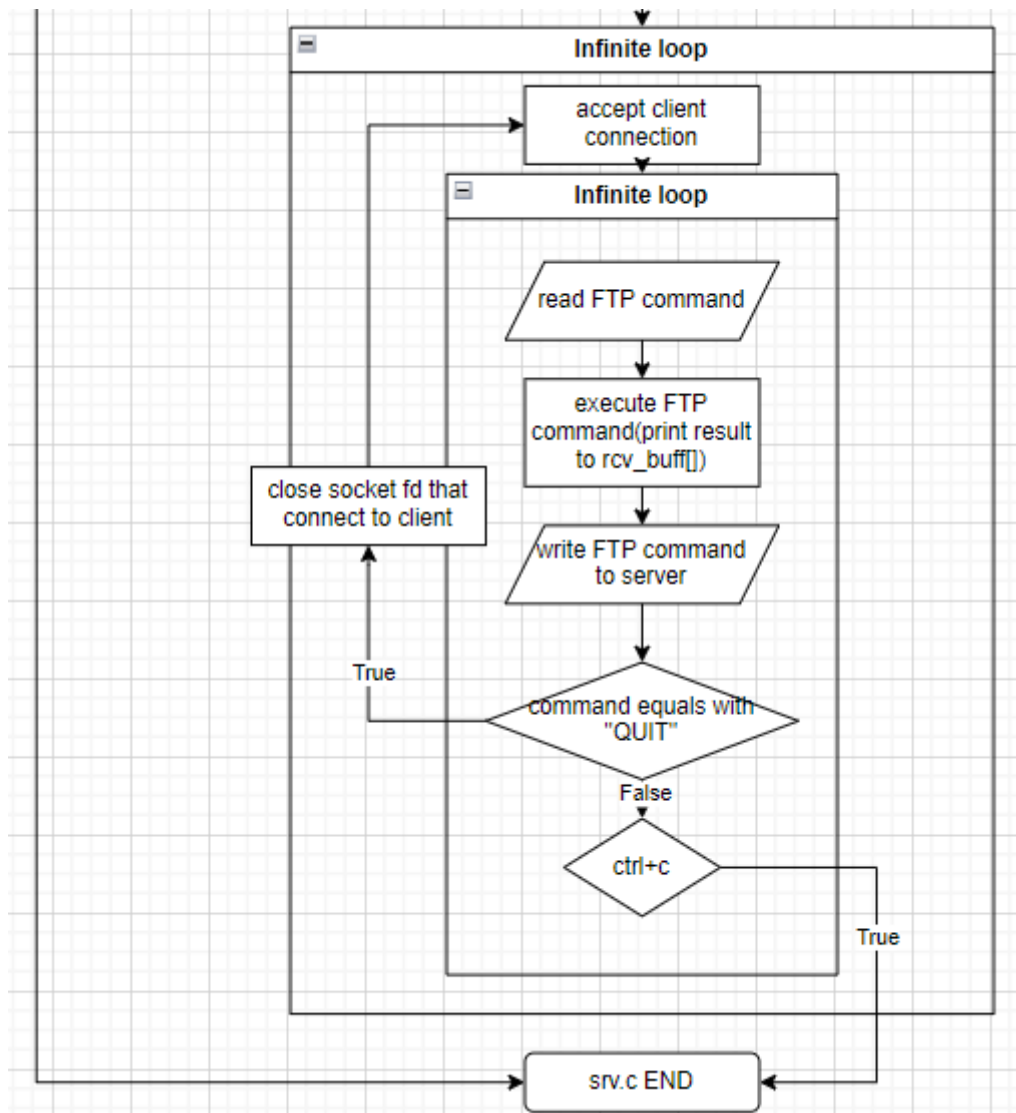 Infinite loop
accept client
connection
Infinite loop
read FTP command
execute FTP
command(print result
to rcv_buff[])
close socket fd that
connect to client
write FTP command
to server
True
command equals with
"QUIT"
False
ctrl+c
True
srv.c END